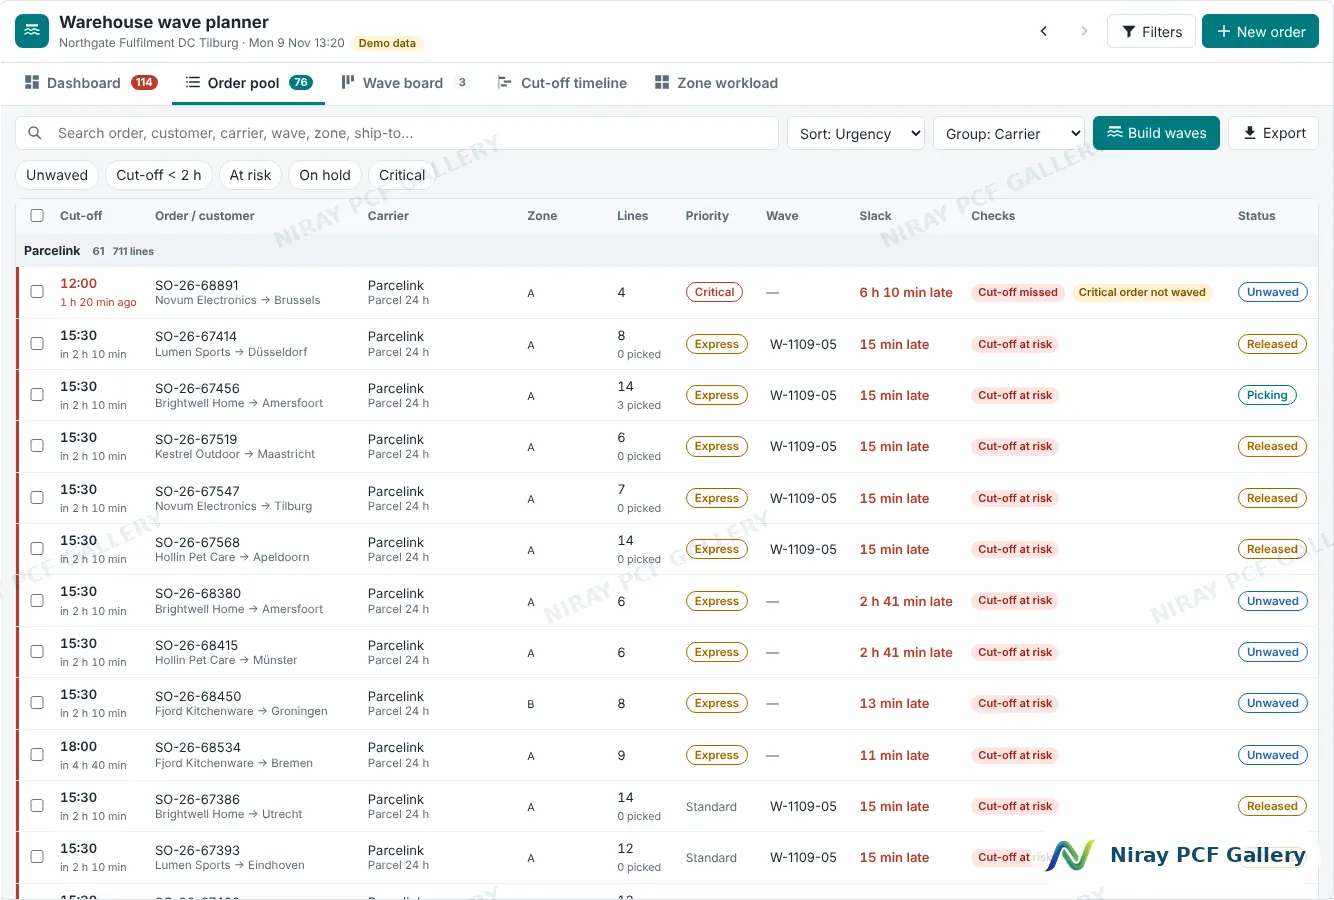 Warehouse wave planner
Northgate Fulfilment DC Tilburg · Mon 9 Nov 13:20 Demo data
Filters
New order
Dashboard 114
Order pool 76
Wave board 3
Cut-off timeline
Zone workload
Search order, customer, carrier, wave, zone, ship-to...
Sort: Urgency
Group: Carrier
Build waves
Export
Unwaved
Cut-off < 2 h
At risk
On hold
Critical
Cut-off Order / customer Carrier Zone Lines Priority Wave Slack Checks Status
Parcelink 61 711 lines
12:00 SO-26-68891 Parcelink A 4 Critical — 6 h 10 min late Cut-off missed Critical order not waved Unwaved
1 h 20 min ago Novum Electronics → Brussels Parcel 24 h
15:30 SO-26-67414 Parcelink A 8 Express W-1109-05 15 min late Cut-off at risk Released
in 2 h 10 min Lumen Sports → Düsseldorf Parcel 24 h 0 picked
15:30 SO-26-67456 Parcelink A 14 Express W-1109-05 15 min late Cut-off at risk Picking
in 2 h 10 min Brightwell Home → Amersfoort Parcel 24 h 3 picked
15:30 SO-26-67519 Parcelink A 6 Express W-1109-05 15 min late Cut-off at risk Released
in 2 h 10 min Kestrel Outdoor → Maastricht Parcel 24 h 0 picked
15:30 SO-26-67547 Parcelink A 7 Express W-1109-05 15 min late Cut-off at risk Released
in 2 h 10 min Novum Electronics → Tilburg Parcel 24 h 0 picked
15:30 SO-26-67568 Parcelink A 14 Express W-1109-05 15 min late Cut-off at risk Released
in 2 h 10 min Hollin Pet Care → Apeldoorn Parcel 24 h 0 picked
15:30 SO-26-68380 Parcelink A 6 Express — 2 h 41 min late Cut-off at risk Unwaved
in 2 h 10 min Brightwell Home → Amersfoort Parcel 24 h
15:30 SO-26-68415 Parcelink A 6 Express — 2 h 41 min late Cut-off at risk Unwaved
in 2 h 10 min Hollin Pet Care → Münster Parcel 24 h
15:30 SO-26-68450 Parcelink B 8 Express — 13 min late Cut-off at risk Unwaved
in 2 h 10 min Fjord Kitchenware → Groningen Parcel 24 h
18:00 SO-26-68534 Parcelink A 9 Express — 11 min late Cut-off at risk Unwaved
in 4 h 40 min Fjord Kitchenware → Bremen Parcel 24 h
15:30 SO-26-67386 Parcelink A 14 Standard W-1109-05 15 min late Cut-off at risk Released
in 2 h 10 min Brightwell Home → Utrecht Parcel 24 h 0 picked
15:30 SO-26-67393 Parcelink A 12 Standard W-1109-05 15 min late Cut-off at risk
in 2 h 10 min Lumen Sports → Eindhoven Parcel 24 h 0 picked
Niray PCF Gallery
NIRAY PCF GALLERY
NIRAY PCF GALLERY
PCF GALLERY
NIRAY PCF GALLERY
NIRAY PCF GALL